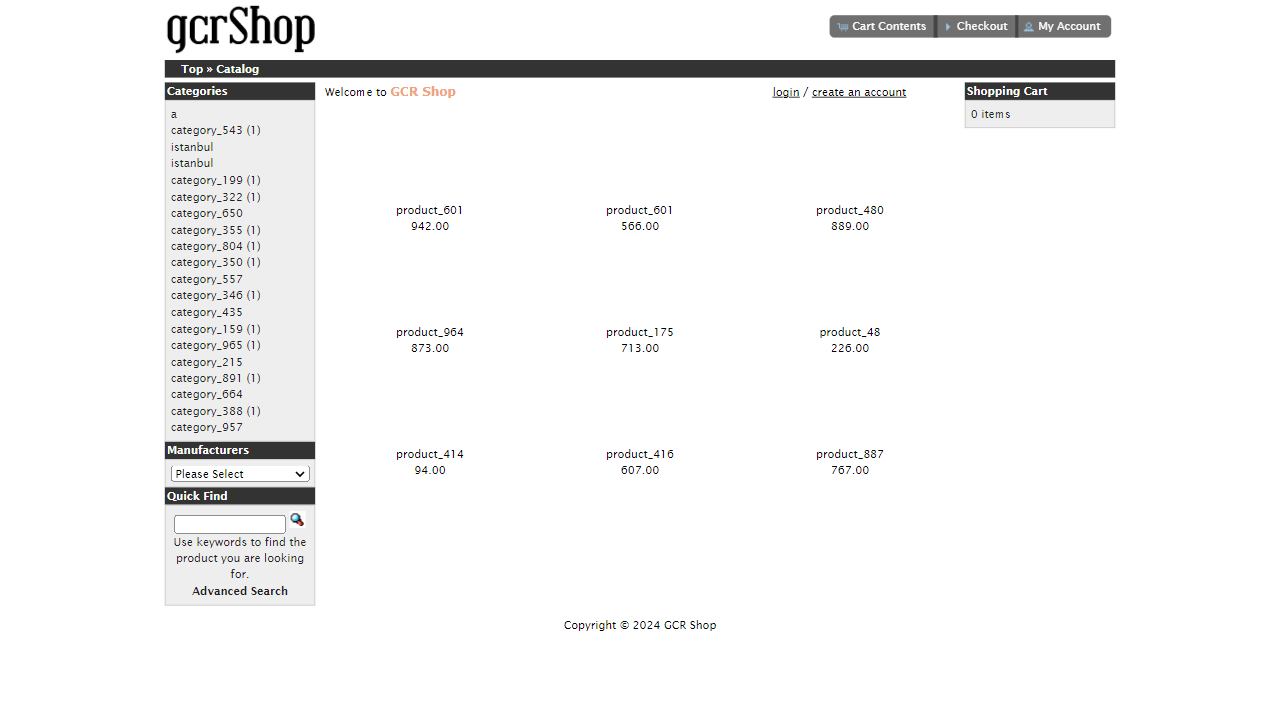 gcrShop
Cart Contents Checkout My Account
Top » Catalog
Categories
a
category_543 (1)
istanbul
istanbul
category_199 (1)
category_322 (1)
category_650
category_355 (1)
category_804 (1)
category_350 (1)
category_557
category_346 (1)
category_435
category_159 (1)
category_965 (1)
category_215
category_891 (1)
category_664
category_388 (1)
category_957
Manufacturers
Please Select
Quick Find
Use keywords to find the
product you are looking
for.
Advanced Search
Welcome to GCR Shop
login / create an account
product_601 product_601 product_480
942.00 566.00 889.00
product_964 product_175 product_48
873.00 713.00 226.00
product_414 product_416 product_887
94.00 607.00 767.00
Shopping Cart
0 items
Copyright © 2024 GCR Shop